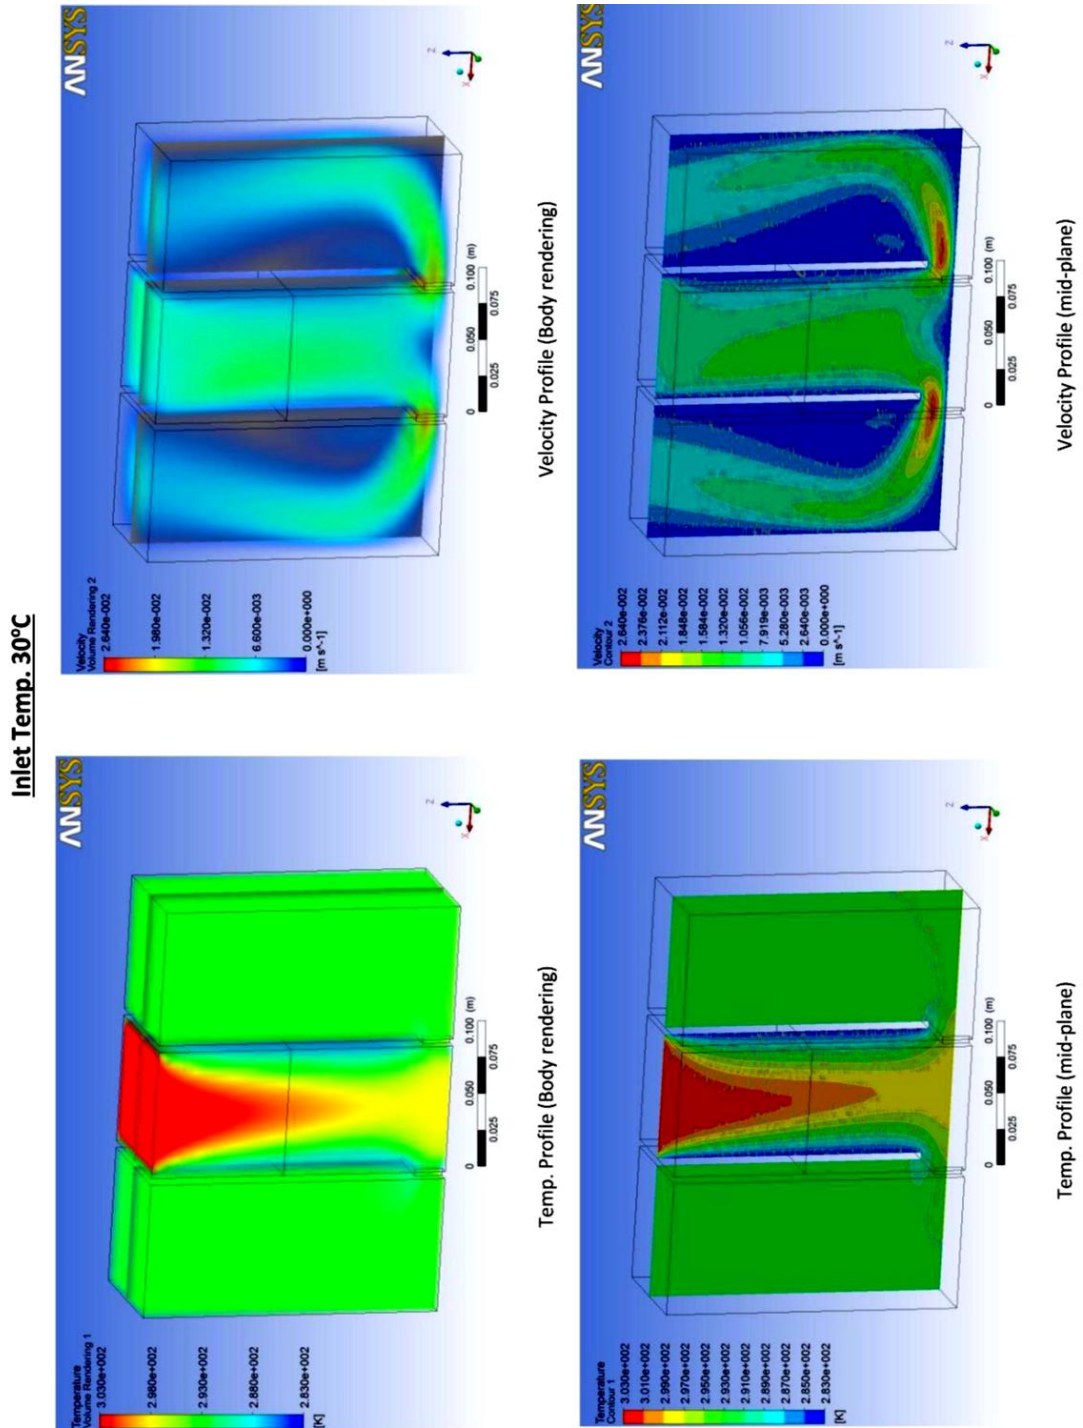 Inlet Temp. 30°C
Temperature
Volume Rendering 1
3.030e+002
2.980e+002
2.930e+002
2.880e+002
2.830e+002
[K]
ANSYS
Z
X
0 0.050 0.100 (m)
0.025 0.075
Temp. Profile (Body rendering)
Velocity
Volume Rendering 2
2.640e-002
1.980e-002
1.320e-002
6.600e-003
0.000e+000
[m s^-1]
ANSYS
Z
X
0 0.050 0.100 (m)
0.025 0.075
Velocity Profile (Body rendering)
Temperature
Contour 1
3.030e+002
3.010e+002
2.990e+002
2.970e+002
2.950e+002
2.930e+002
2.910e+002
2.890e+002
2.870e+002
2.850e+002
2.830e+002
[K]
ANSYS
Z
X
0 0.050 0.100 (m)
0.025 0.075
Temp. Profile (mid-plane)
Velocity
Contour 2
2.640e-002
2.376e-002
2.112e-002
1.848e-002
1.584e-002
1.320e-002
1.056e-002
7.919e-003
5.280e-003
2.640e-003
0.000e+000
[m s^-1]
ANSYS
Z
X
0 0.050 0.100 (m)
0.025 0.075
Velocity Profile (mid-plane)